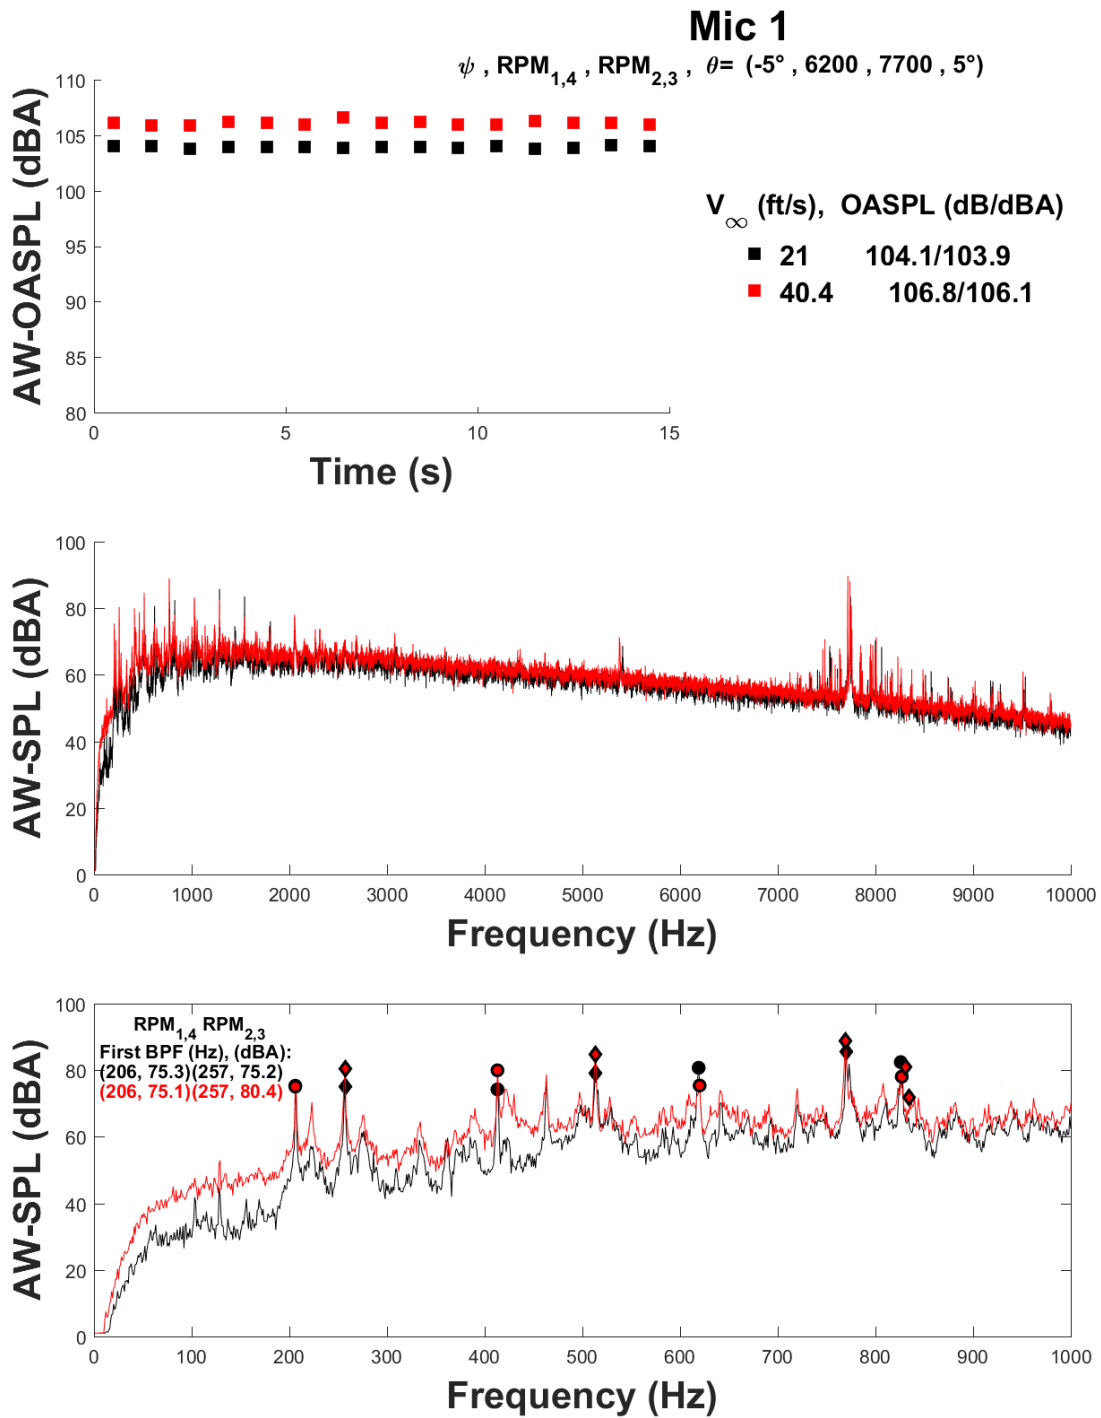 Mic 1
ψ , RPM1,4 , RPM2,3 , θ= (-5° , 6200 , 7700 , 5°)
110
105
100
95
90
85
80
0 5 10 15
AW-OASPL (dBA)
Time (s)
V∞ (ft/s), OASPL (dB/dBA)
21 104.1/103.9
40.4 106.8/106.1
100
80
60
40
20
0
0 1000 2000 3000 4000 5000 6000 7000 8000 9000 10000
AW-SPL (dBA)
Frequency (Hz)
100
80
60
40
20
0
RPM1,4 RPM2,3
First BPF (Hz), (dBA):
(206, 75.3)(257, 75.2)
(206, 75.1)(257, 80.4)
0 100 200 300 400 500 600 700 800 900 1000
AW-SPL (dBA)
Frequency (Hz)